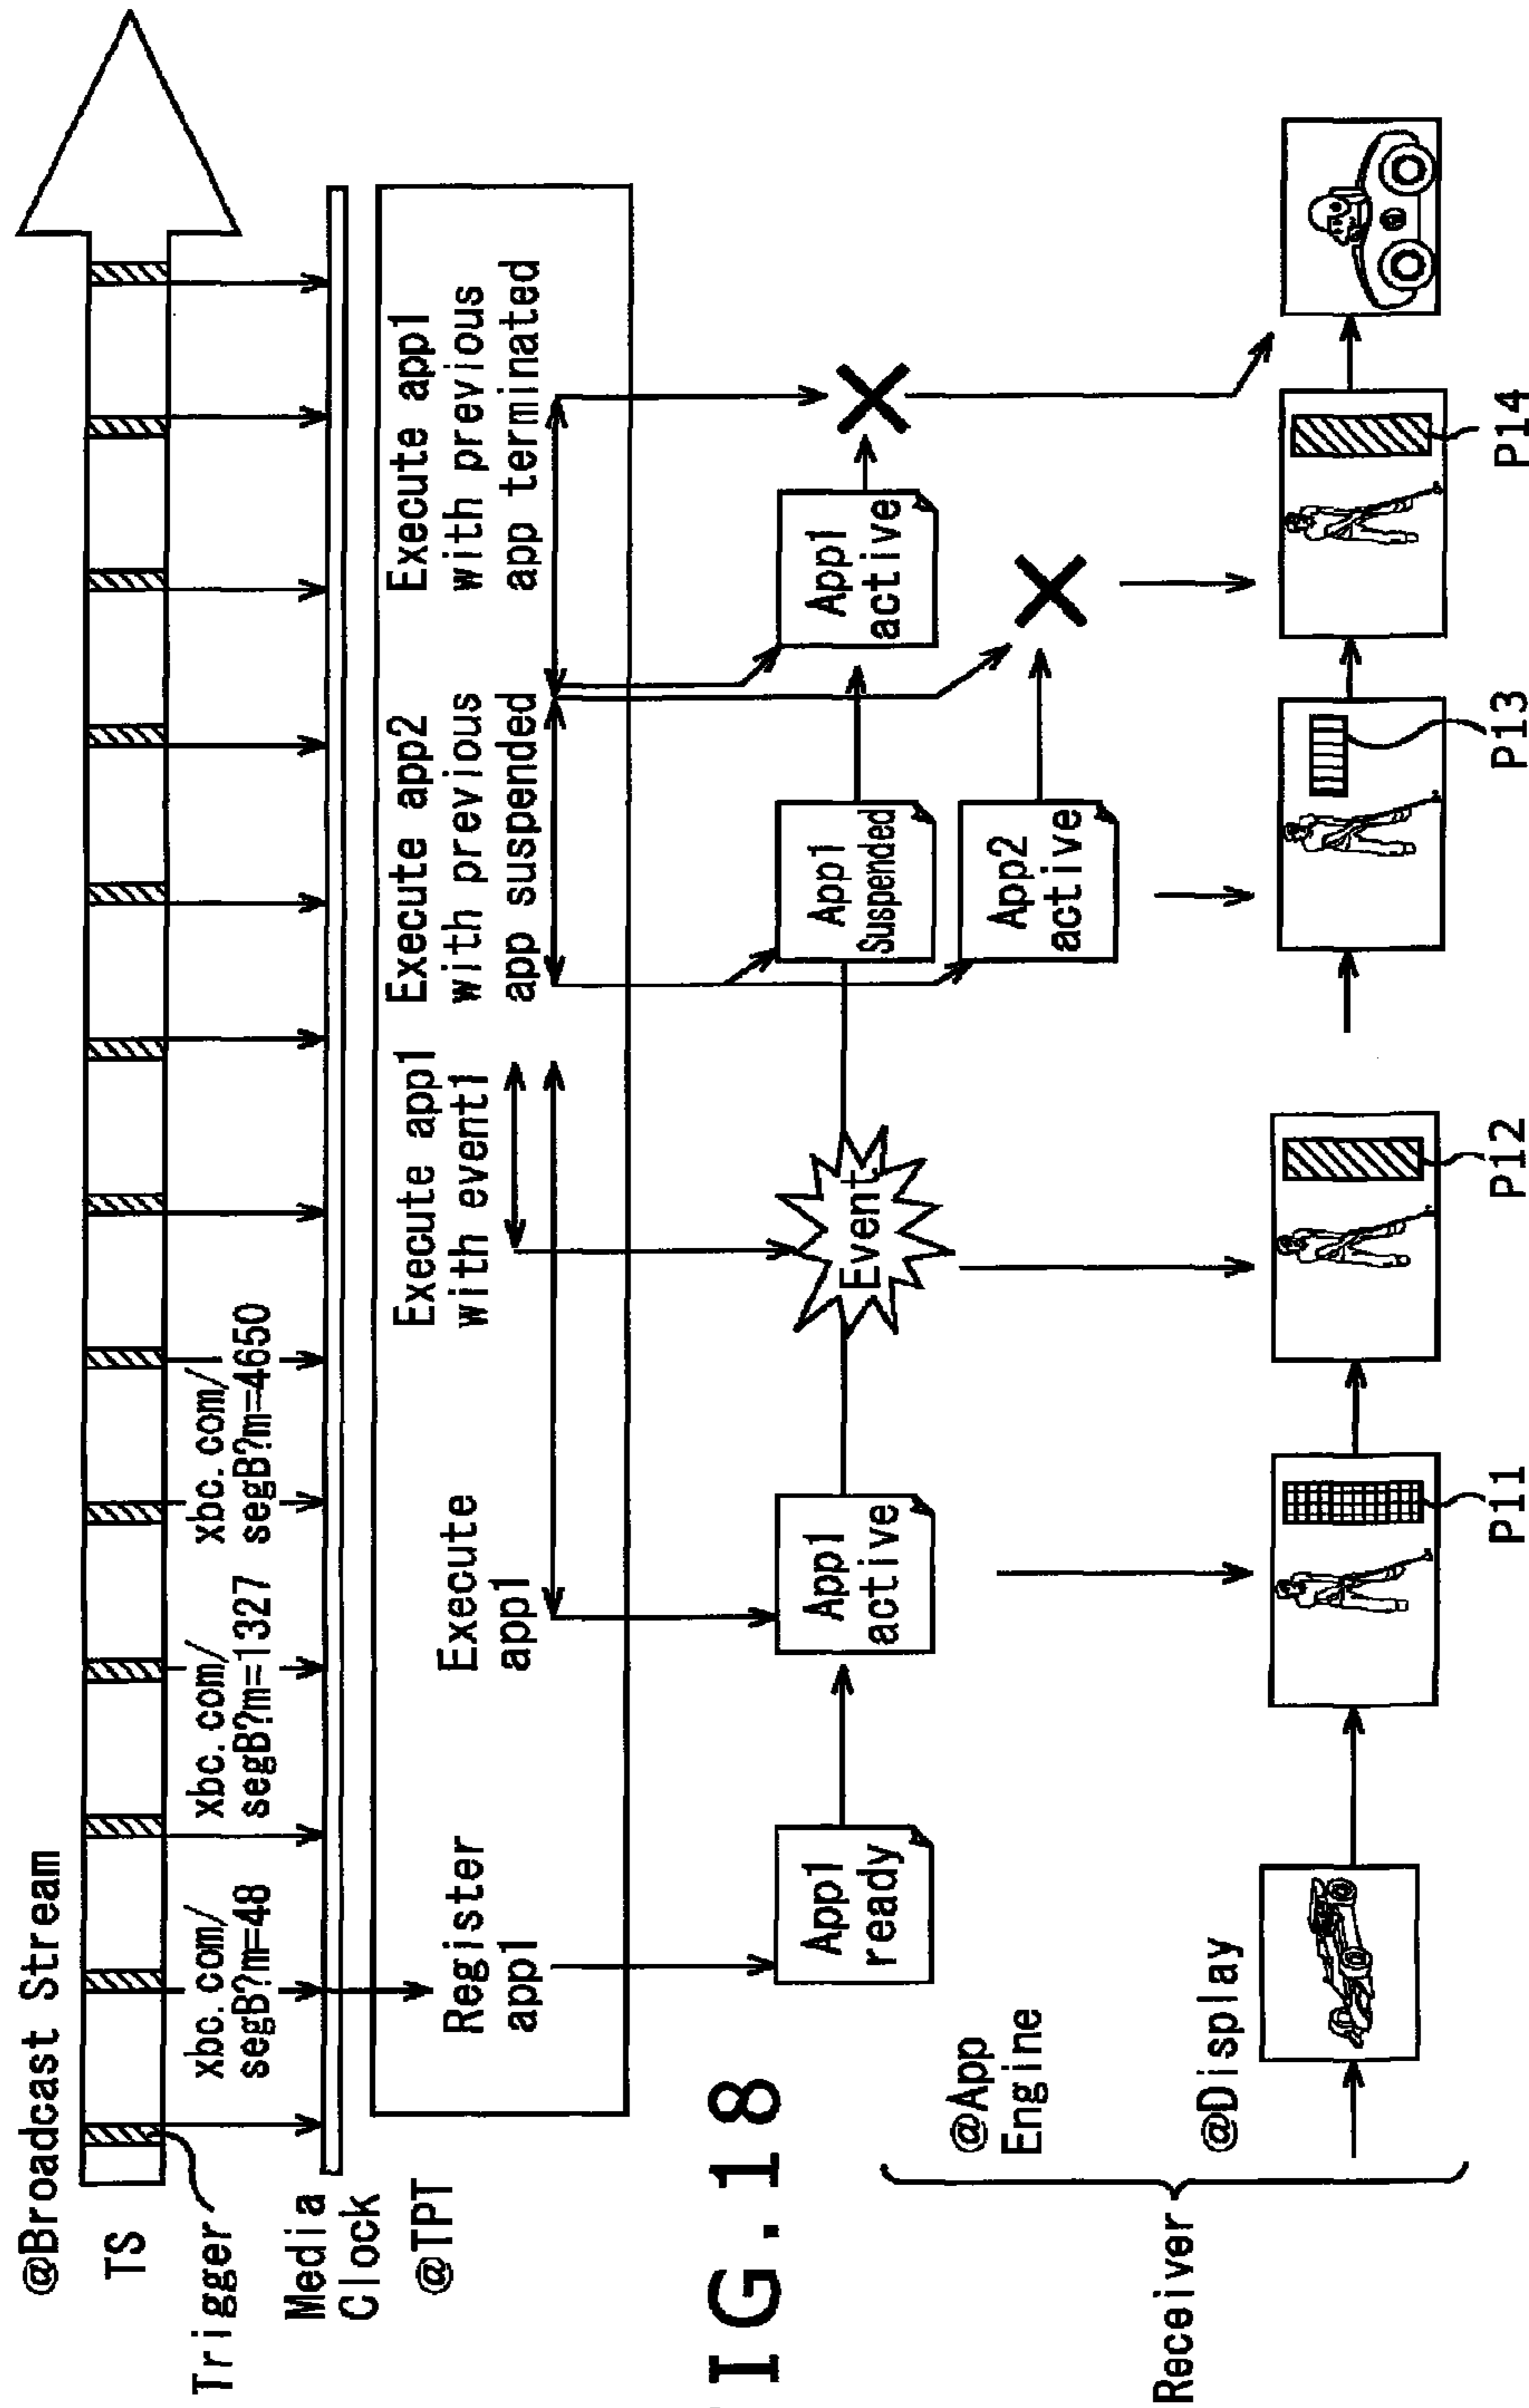 @Broadcast Stream
TS
Trigger
xbc.com/
segB?m=48
xbc.com/
segB?m=1327
xbc.com/
segB?m=4650
Media
Clock
@TPT
Register
app1
Execute
app1
Execute app1
with event1
Execute app2
with previous
app suspended
Execute app1
with previous
app terminated
IG.18
Receiver
@App
Engine
App1
ready
App1
active
Event
App1
Suspended
App2
active
App1
active
@Display
P11
P12
P13
P14